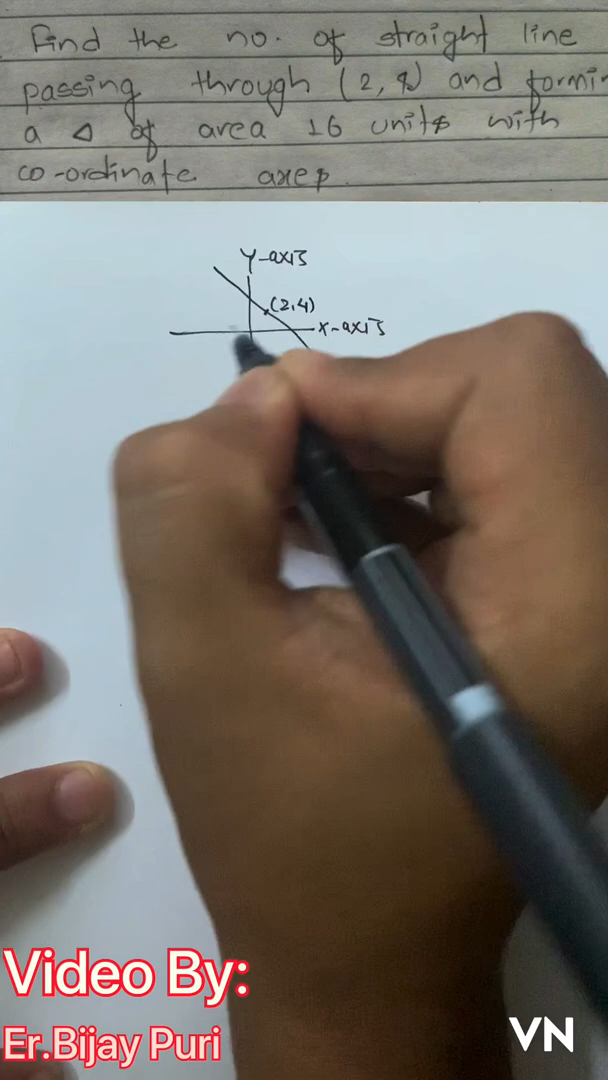 Find the no. of straight line
passing through (2,4) and formin
a △ of area 16 units with
co-ordinate axes.
Y-axis
(2,4)
x-axis
Video By:
Er.Bijay Puri
VN